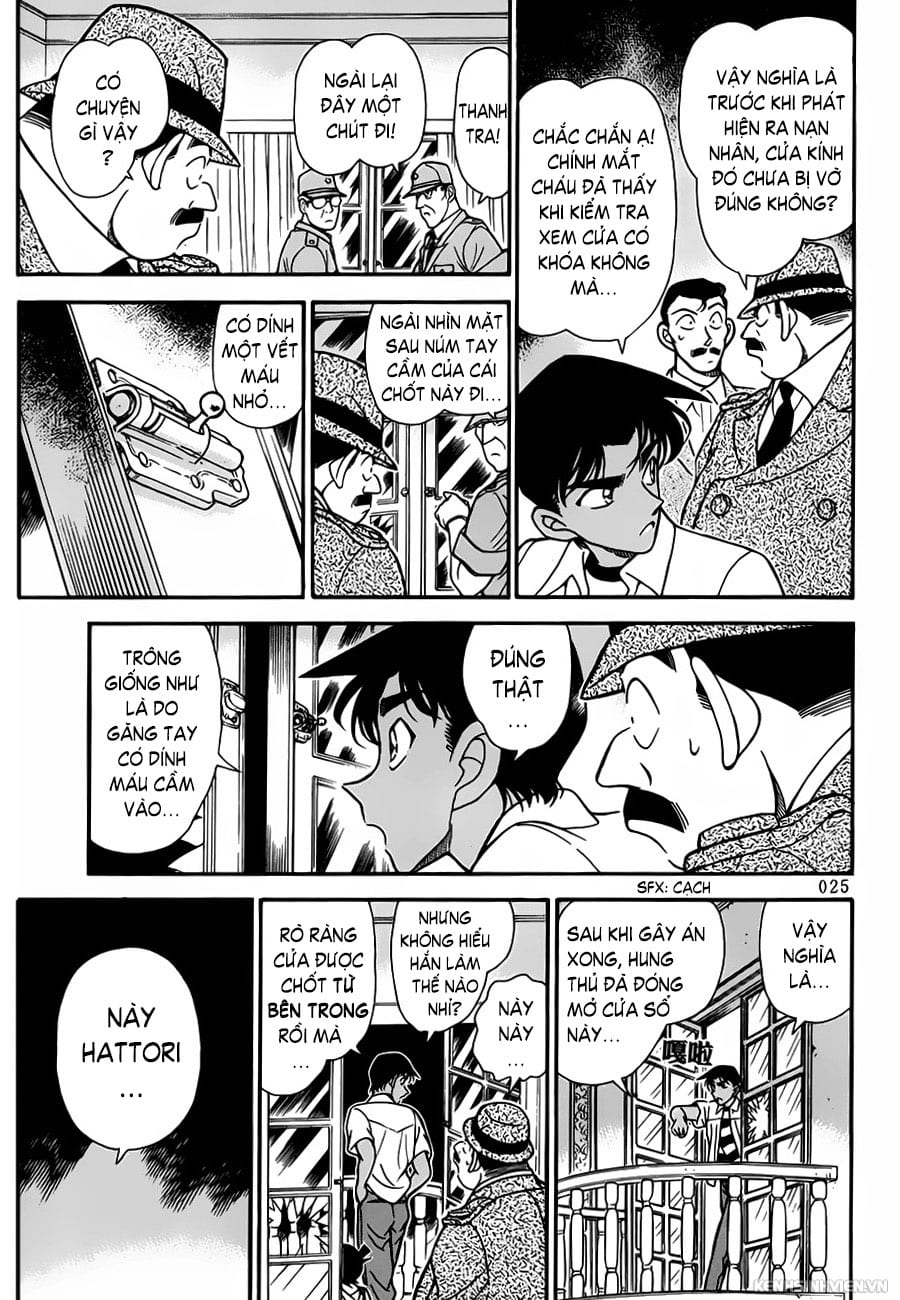 VẬY NGHĨA LÀ
TRƯỚC KHI PHÁT
HIỆN RA NẠN
NHÂN, CỬA KÍNH
ĐÓ CHƯA BỊ VỠ
ĐÚNG KHÔNG?
CHẮC CHẮN Ạ!
CHÍNH MẮT
CHÁU ĐÃ THẤY
KHI KIỂM TRA
XEM CỬA CÓ
KHÓA KHÔNG
MÀ...
THANH
TRA!
NGÀI LẠI
ĐÂY MỘT
CHÚT ĐI!
CÓ
CHUYỆN
GÌ VẬY
?
NGÀI NHÌN MẶT
SAU NÚM TAY
CẦM CỦA CÁI
CHỐT NÀY ĐI...
CÓ DÍNH
MỘT VẾT
MÁU
NHỎ...
ĐÚNG
THẬT
...
TRÔNG
GIỐNG NHƯ
LÀ DO
GĂNG TAY
CÓ DÍNH
MÁU CẦM
VÀO...
SFX: CẠCH
025
VẬY
NGHĨA
LÀ...
SAU KHI GÂY ÁN
XONG, HUNG
THỦ ĐÃ ĐÓNG
MỞ CỬA SỔ
NÀY...
嘎啦
NÀY
NÀY...
NHƯNG
KHÔNG HIỂU
HẮN LÀM
THẾ NÀO
NHỈ?
RÕ RÀNG
CỬA ĐƯỢC
CHỐT TỪ
BÊN TRONG
RỒI MÀ
...
NÀY
HATTORI
...
KENHSINHVIEN.VN